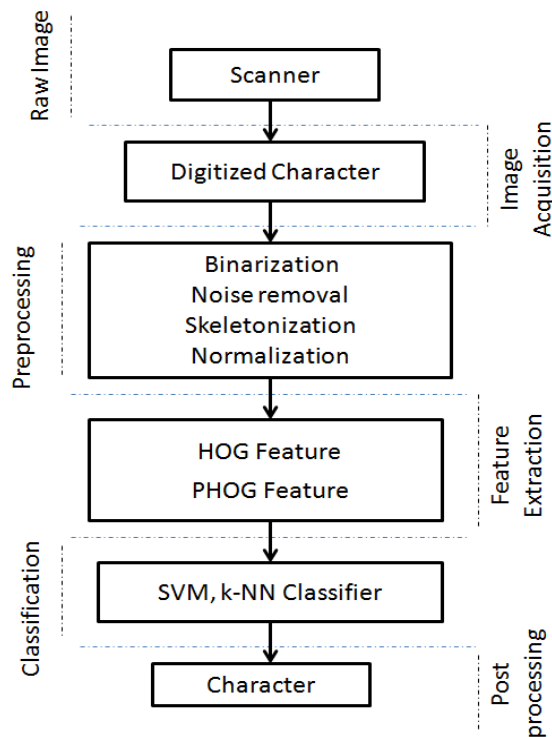 Raw Image
Scanner
Image
Acquisition
Digitized Character
Preprocessing
Binarization
Noise removal
Skeletonization
Normalization
Feature
Extraction
HOG Feature
PHOG Feature
Classification
SVM, k-NN Classifier
Post
processing
Character